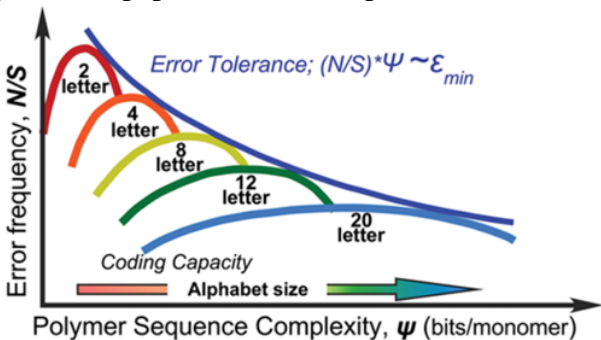 Error frequency, N/S
2
letter
4
letter
8
letter
12
letter
20
letter
Error Tolerance; (N/S)*Ψ ~ε min
Coding Capacity
Alphabet size
Polymer Sequence Complexity, ψ (bits/monomer)